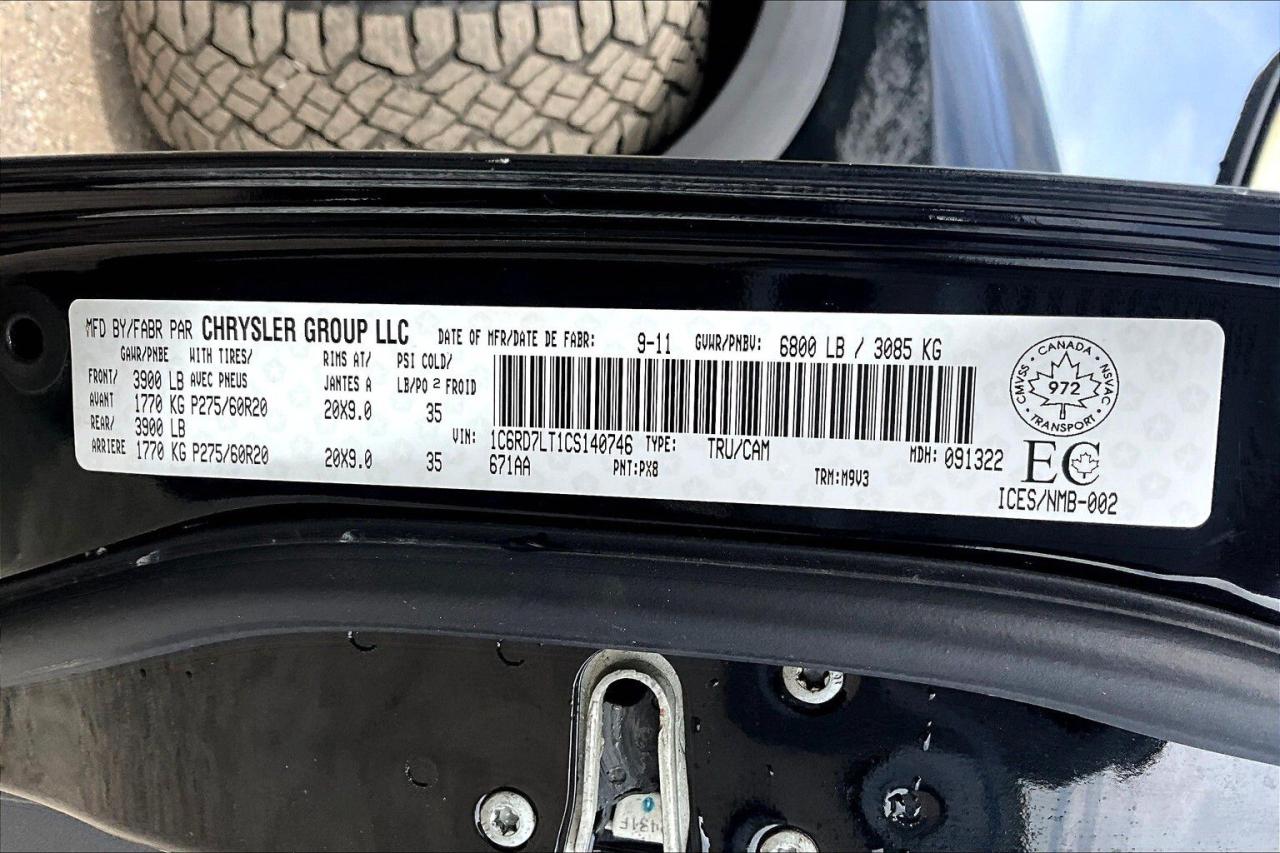 MFD BY/FABR PAR CHRYSLER GROUP LLC DATE OF MFR/DATE DE FABR: 9-11 GVWR/PNBV: 6800 LB / 3085 KG
GAWR/PNBE WITH TIRES/ RIMS AT/ PSI COLD/
FRONT/ 3900 LB AVEC PNEUS JANTES A LB/PO 2 FROID
AVANT 1770 KG P275/60R20 20X9.0 35
REAR/ 3900 LB
ARRIERE 1770 KG P275/60R20 20X9.0 35
VIN: 1C6RD7LT1CS140746 TYPE: TRU/CAM MDH: 091322
671AA PNT:PX8 TRM:M9V3
CANADA
CMVSS 972 NSVAC
TRANSPORT
EC
ICES/NMB-002